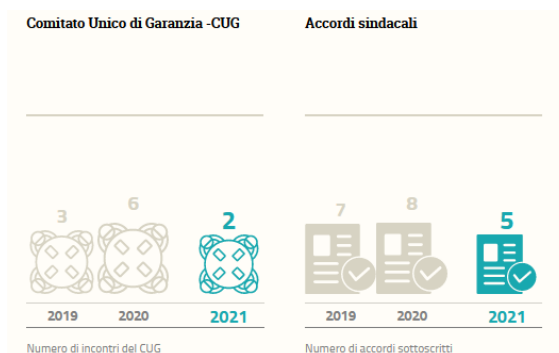 Comitato Unico di Garanzia -CUG
3 6 2
2019 2020 2021
Numero di incontri del CUG
Accordi sindacali
7 8 5
2019 2020 2021
Numero di accordi sottoscritti